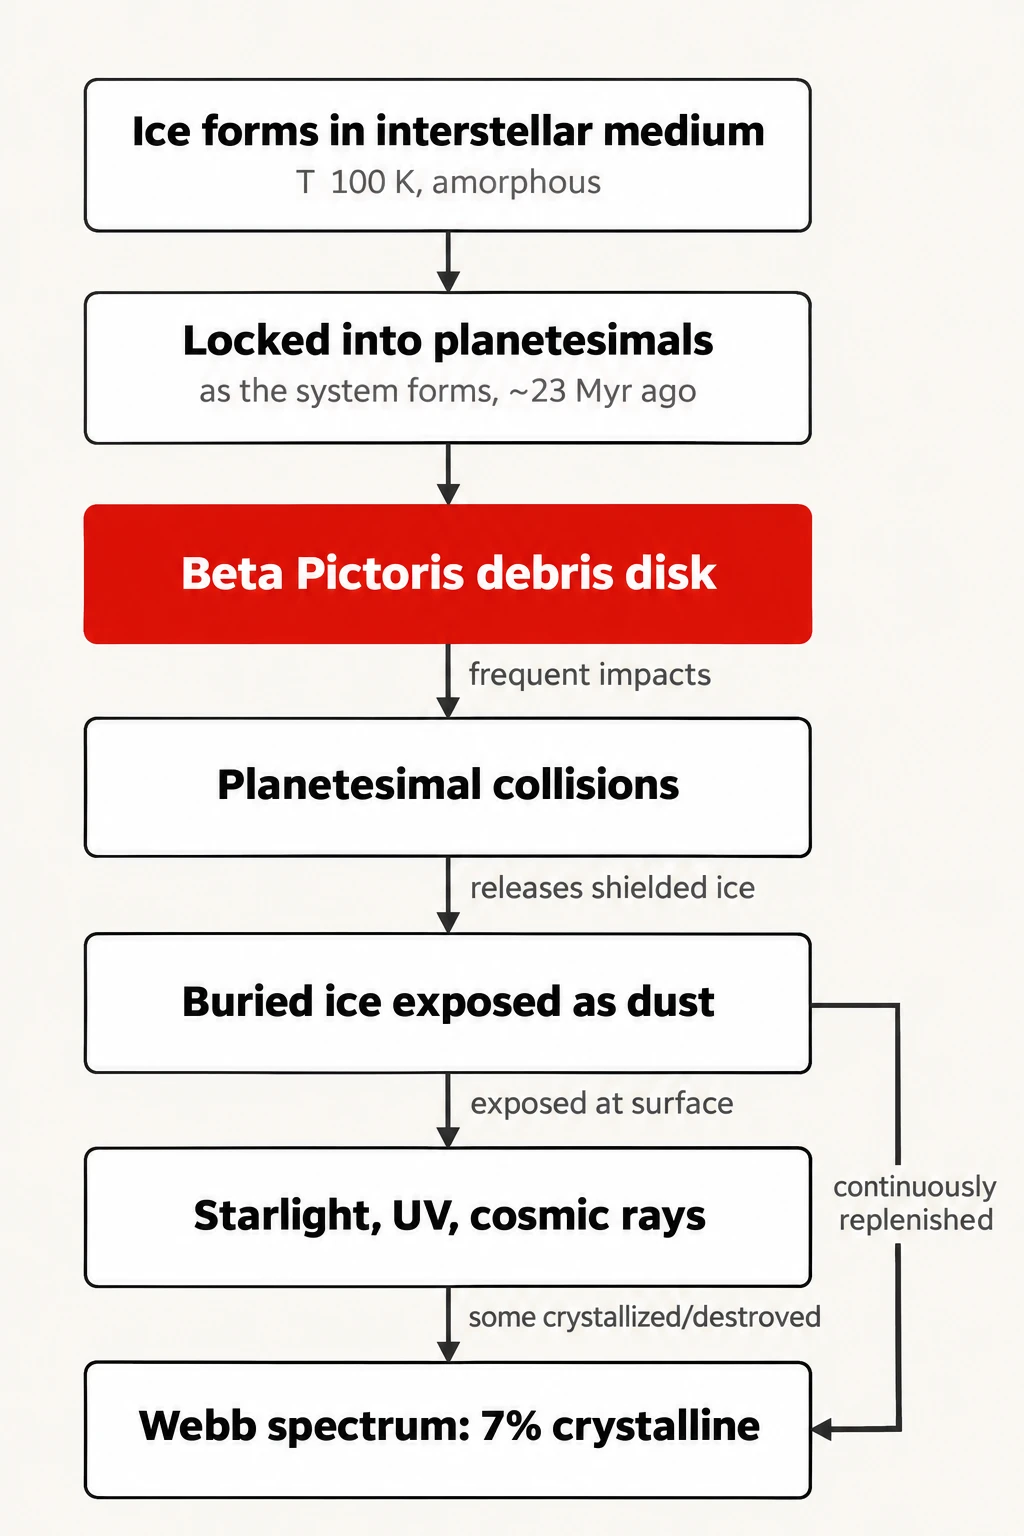 Ice forms in interstellar medium
T 100 K, amorphous
Locked into planetesimals
as the system forms, ~23 Myr ago
Beta Pictoris debris disk
frequent impacts
Planetesimal collisions
releases shielded ice
Buried ice exposed as dust
exposed at surface
Starlight, UV, cosmic rays
continuously
replenished
some crystallized/destroved
Webb spectrum: 7% crystalline